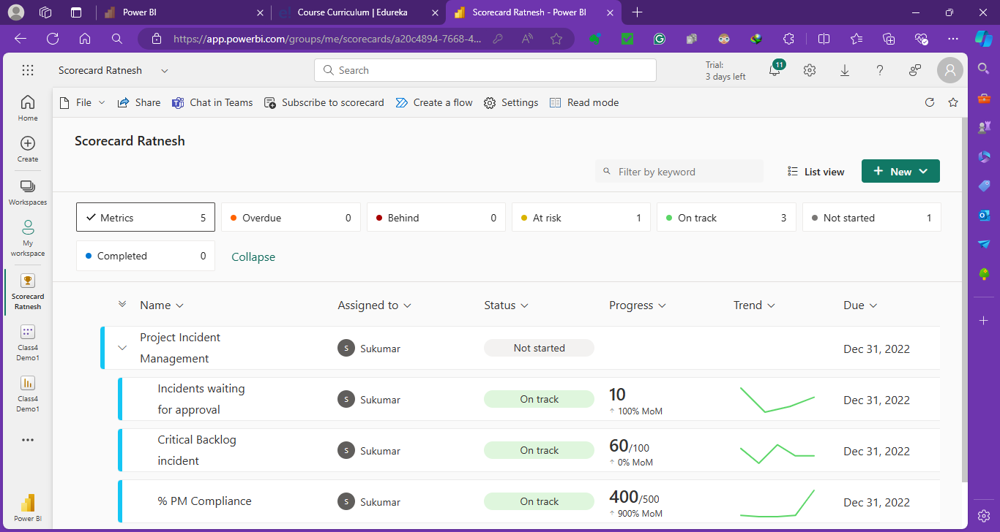 Power BI
Course Curriculum | Edureka
Scorecard Ratnesh - Power BI
https://app.powerbi.com/groups/me/scorecards/a20c4894-7668-4...
Scorecard Ratnesh
Search
Trial:
3 days left
11
File
Share
Chat in Teams
Subscribe to scorecard
Create a flow
Settings
Read mode
Home
Create
Workspaces
My
workspace
Scorecard
Ratnesh
Class4
Demo1
Class4
Demo1
Power BI
Scorecard Ratnesh
Filter by keyword
List view
New
Metrics 5
Overdue 0
Behind 0
At risk 1
On track 3
Not started 1
Completed 0
Collapse
Name Assigned to Status Progress Trend Due
Project Incident
Management
S Sukumar
Not started
Dec 31, 2022
Incidents waiting
for approval
S Sukumar
On track
10
↑ 100% MoM
Dec 31, 2022
Critical Backlog
incident
S Sukumar
On track
60/100
↑ 0% MoM
Dec 31, 2022
% PM Compliance
S Sukumar
On track
400/500
↑ 900% MoM
Dec 31, 2022